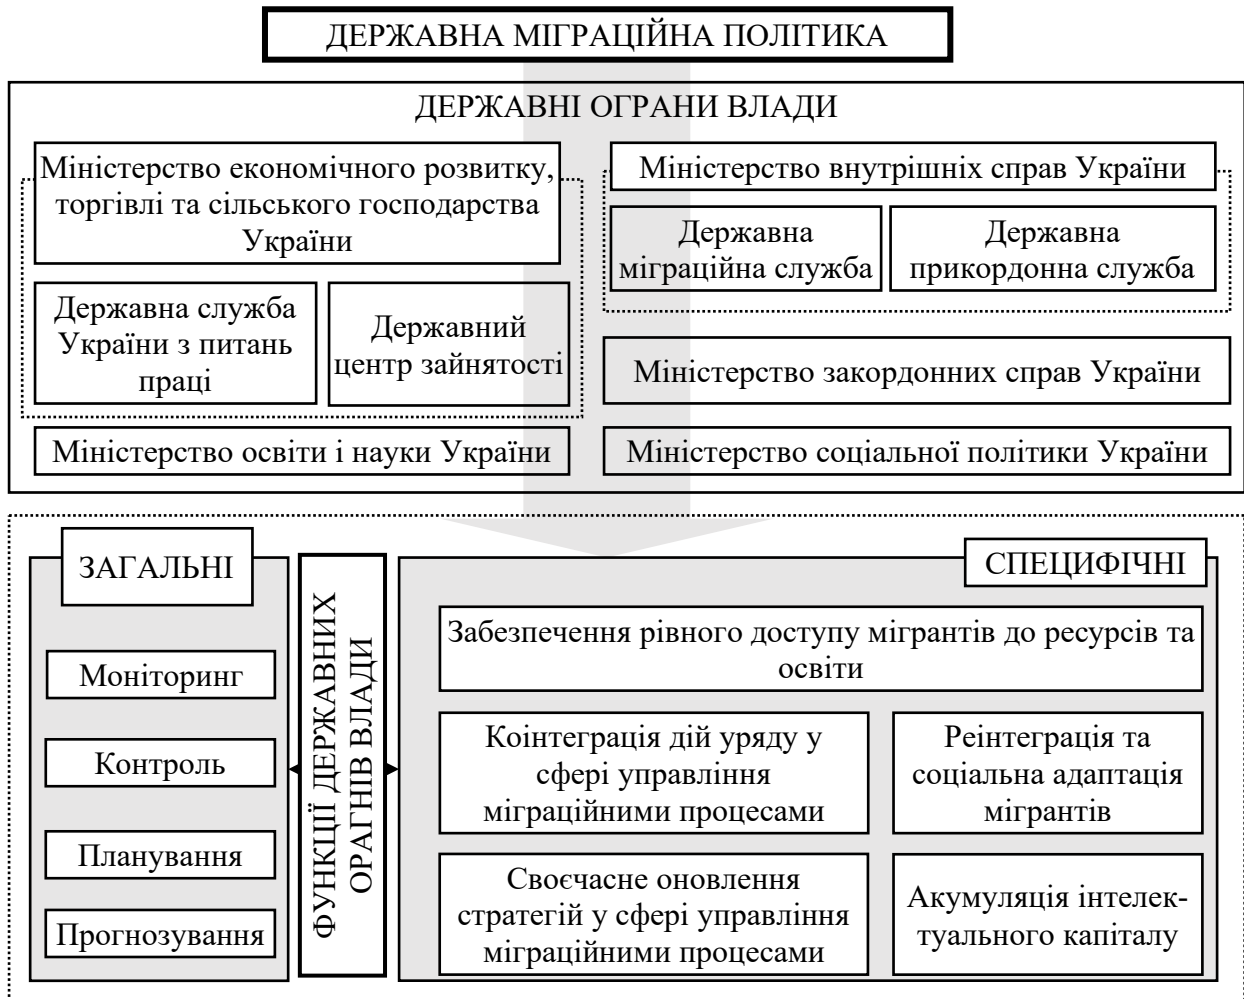 ДЕРЖАВНА МІГРАЦІЙНА ПОЛІТИКА
ДЕРЖАВНІ ОГРАНИ ВЛАДИ
Міністерство економічного розвитку,
торгівлі та сільського господарства
України
Державна служба
України з питань
праці
Державний
центр зайнятості
Міністерство освіти і науки України
Міністерство внутрішніх справ України
Державна
міграційна служба
Державна
прикордонна служба
Міністерство закордонних справ України
Міністерство соціальної політики України
ЗАГАЛЬНІ
Моніторинг
Контроль
Планування
Прогнозування
ФУНКЦІЇ ДЕРЖАВНИХ
ОРАГНІВ ВЛАДИ
СПЕЦИФІЧНІ
Забезпечення рівного доступу мігрантів до ресурсів та
освіти
Коінтеграція дій уряду у
сфері управління
міграційними процесами
Реінтеграція та
соціальна адаптація
мігрантів
Своєчасне оновлення
стратегій у сфері управління
міграційними процесами
Акумуляція інтелек-
туального капіталу